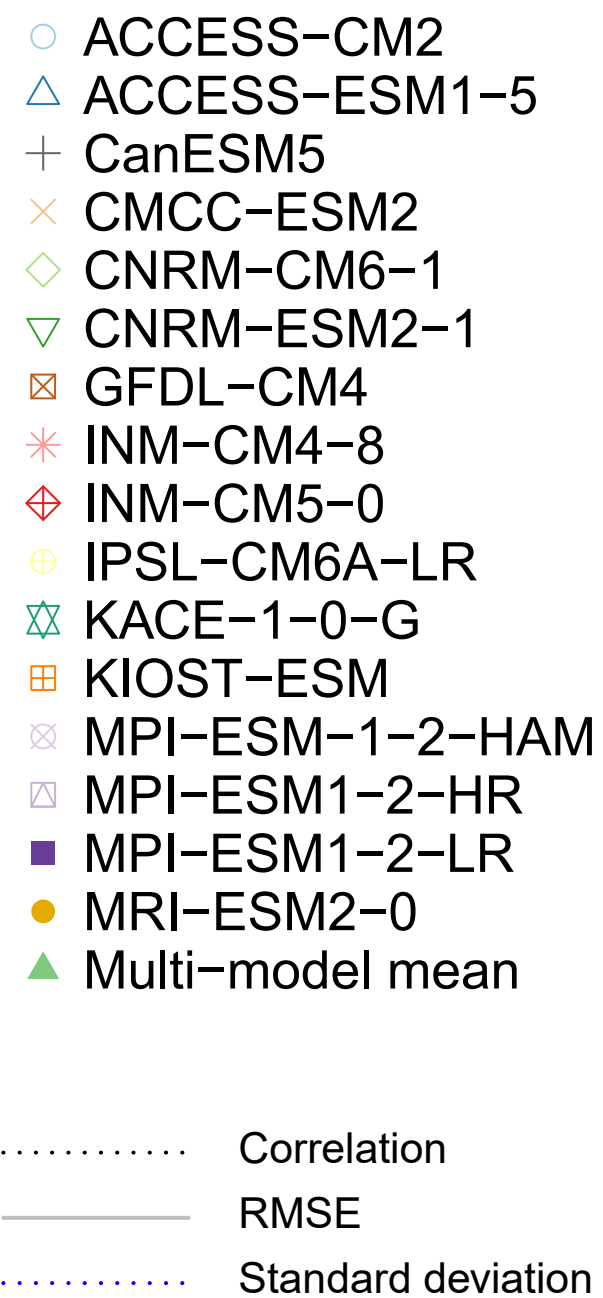 ACCESS−CM2
ACCESS−ESM1−5
CanESM5
CMCC−ESM2
CNRM−CM6−1
CNRM−ESM2−1
GFDL−CM4
INM−CM4−8
INM−CM5−0
IPSL−CM6A−LR
KACE−1−0−G
KIOST−ESM
MPI−ESM−1−2−HAM
MPI−ESM1−2−HR
MPI−ESM1−2−LR
MRI−ESM2−0
Multi−model mean
Correlation
RMSE
Standard deviation